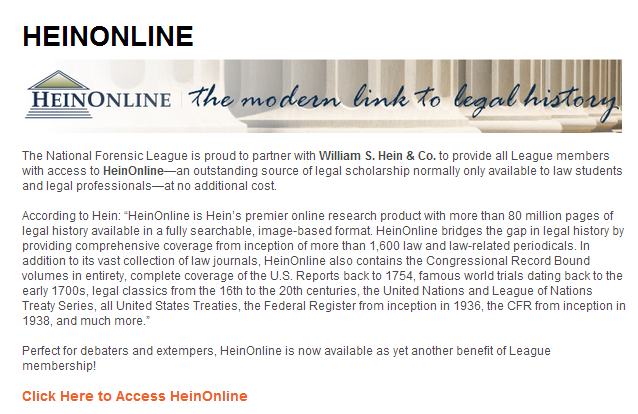 HEINONLINE
HEINONLINE the modern link to legal history
The National Forensic League is proud to partner with William S. Hein & Co. to provide all League members
with access to HeinOnline—an outstanding source of legal scholarship normally only available to law students
and legal professionals—at no additional cost.
According to Hein: “HeinOnline is Hein’s premier online research product with more than 80 million pages of
legal history available in a fully searchable, image-based format. HeinOnline bridges the gap in legal history by
providing comprehensive coverage from inception of more than 1,600 law and law-related periodicals. In
addition to its vast collection of law journals, HeinOnline also contains the Congressional Record Bound
volumes in entirety, complete coverage of the U.S. Reports back to 1754, famous world trials dating back to the
early 1700s, legal classics from the 16th to the 20th centuries, the United Nations and League of Nations
Treaty Series, all United States Treaties, the Federal Register from inception in 1936, the CFR from inception in
1938, and much more.”
Perfect for debaters and extempers, HeinOnline is now available as yet another benefit of League
membership!
Click Here to Access HeinOnline